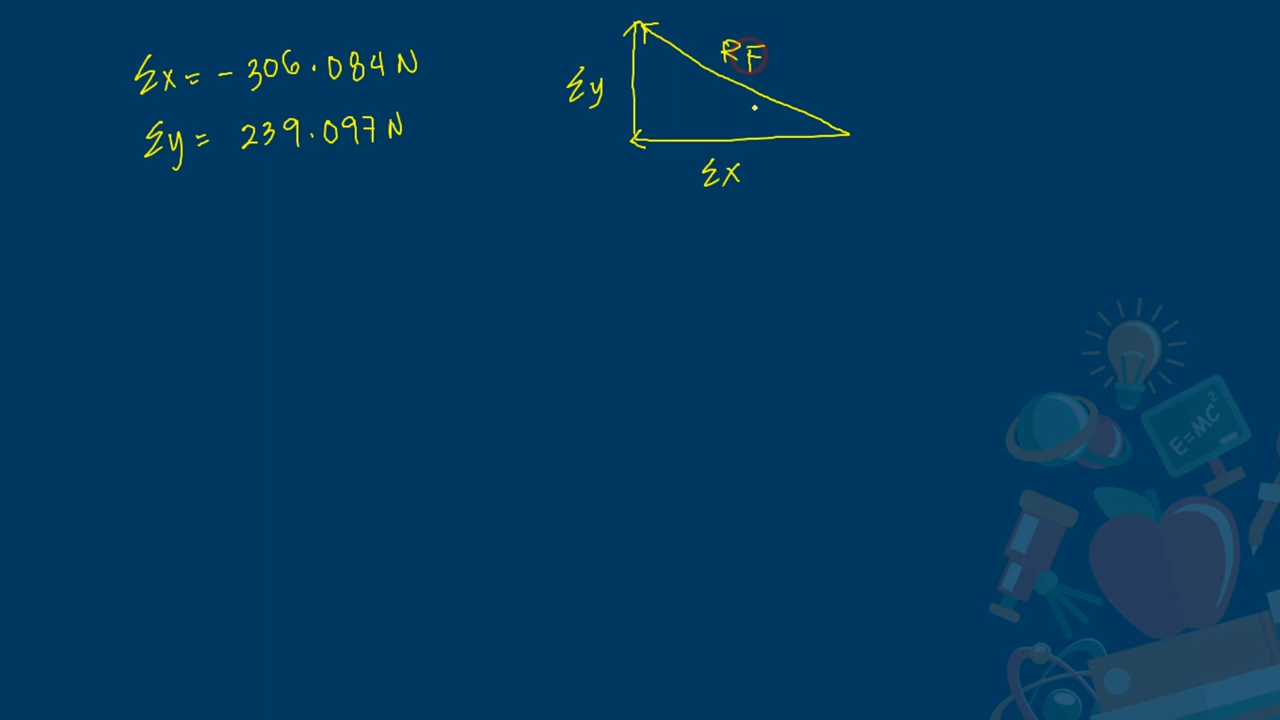 Σx = - 306.084 N
Σy = 239.097 N
RF
Σy
Σx
E=MC²